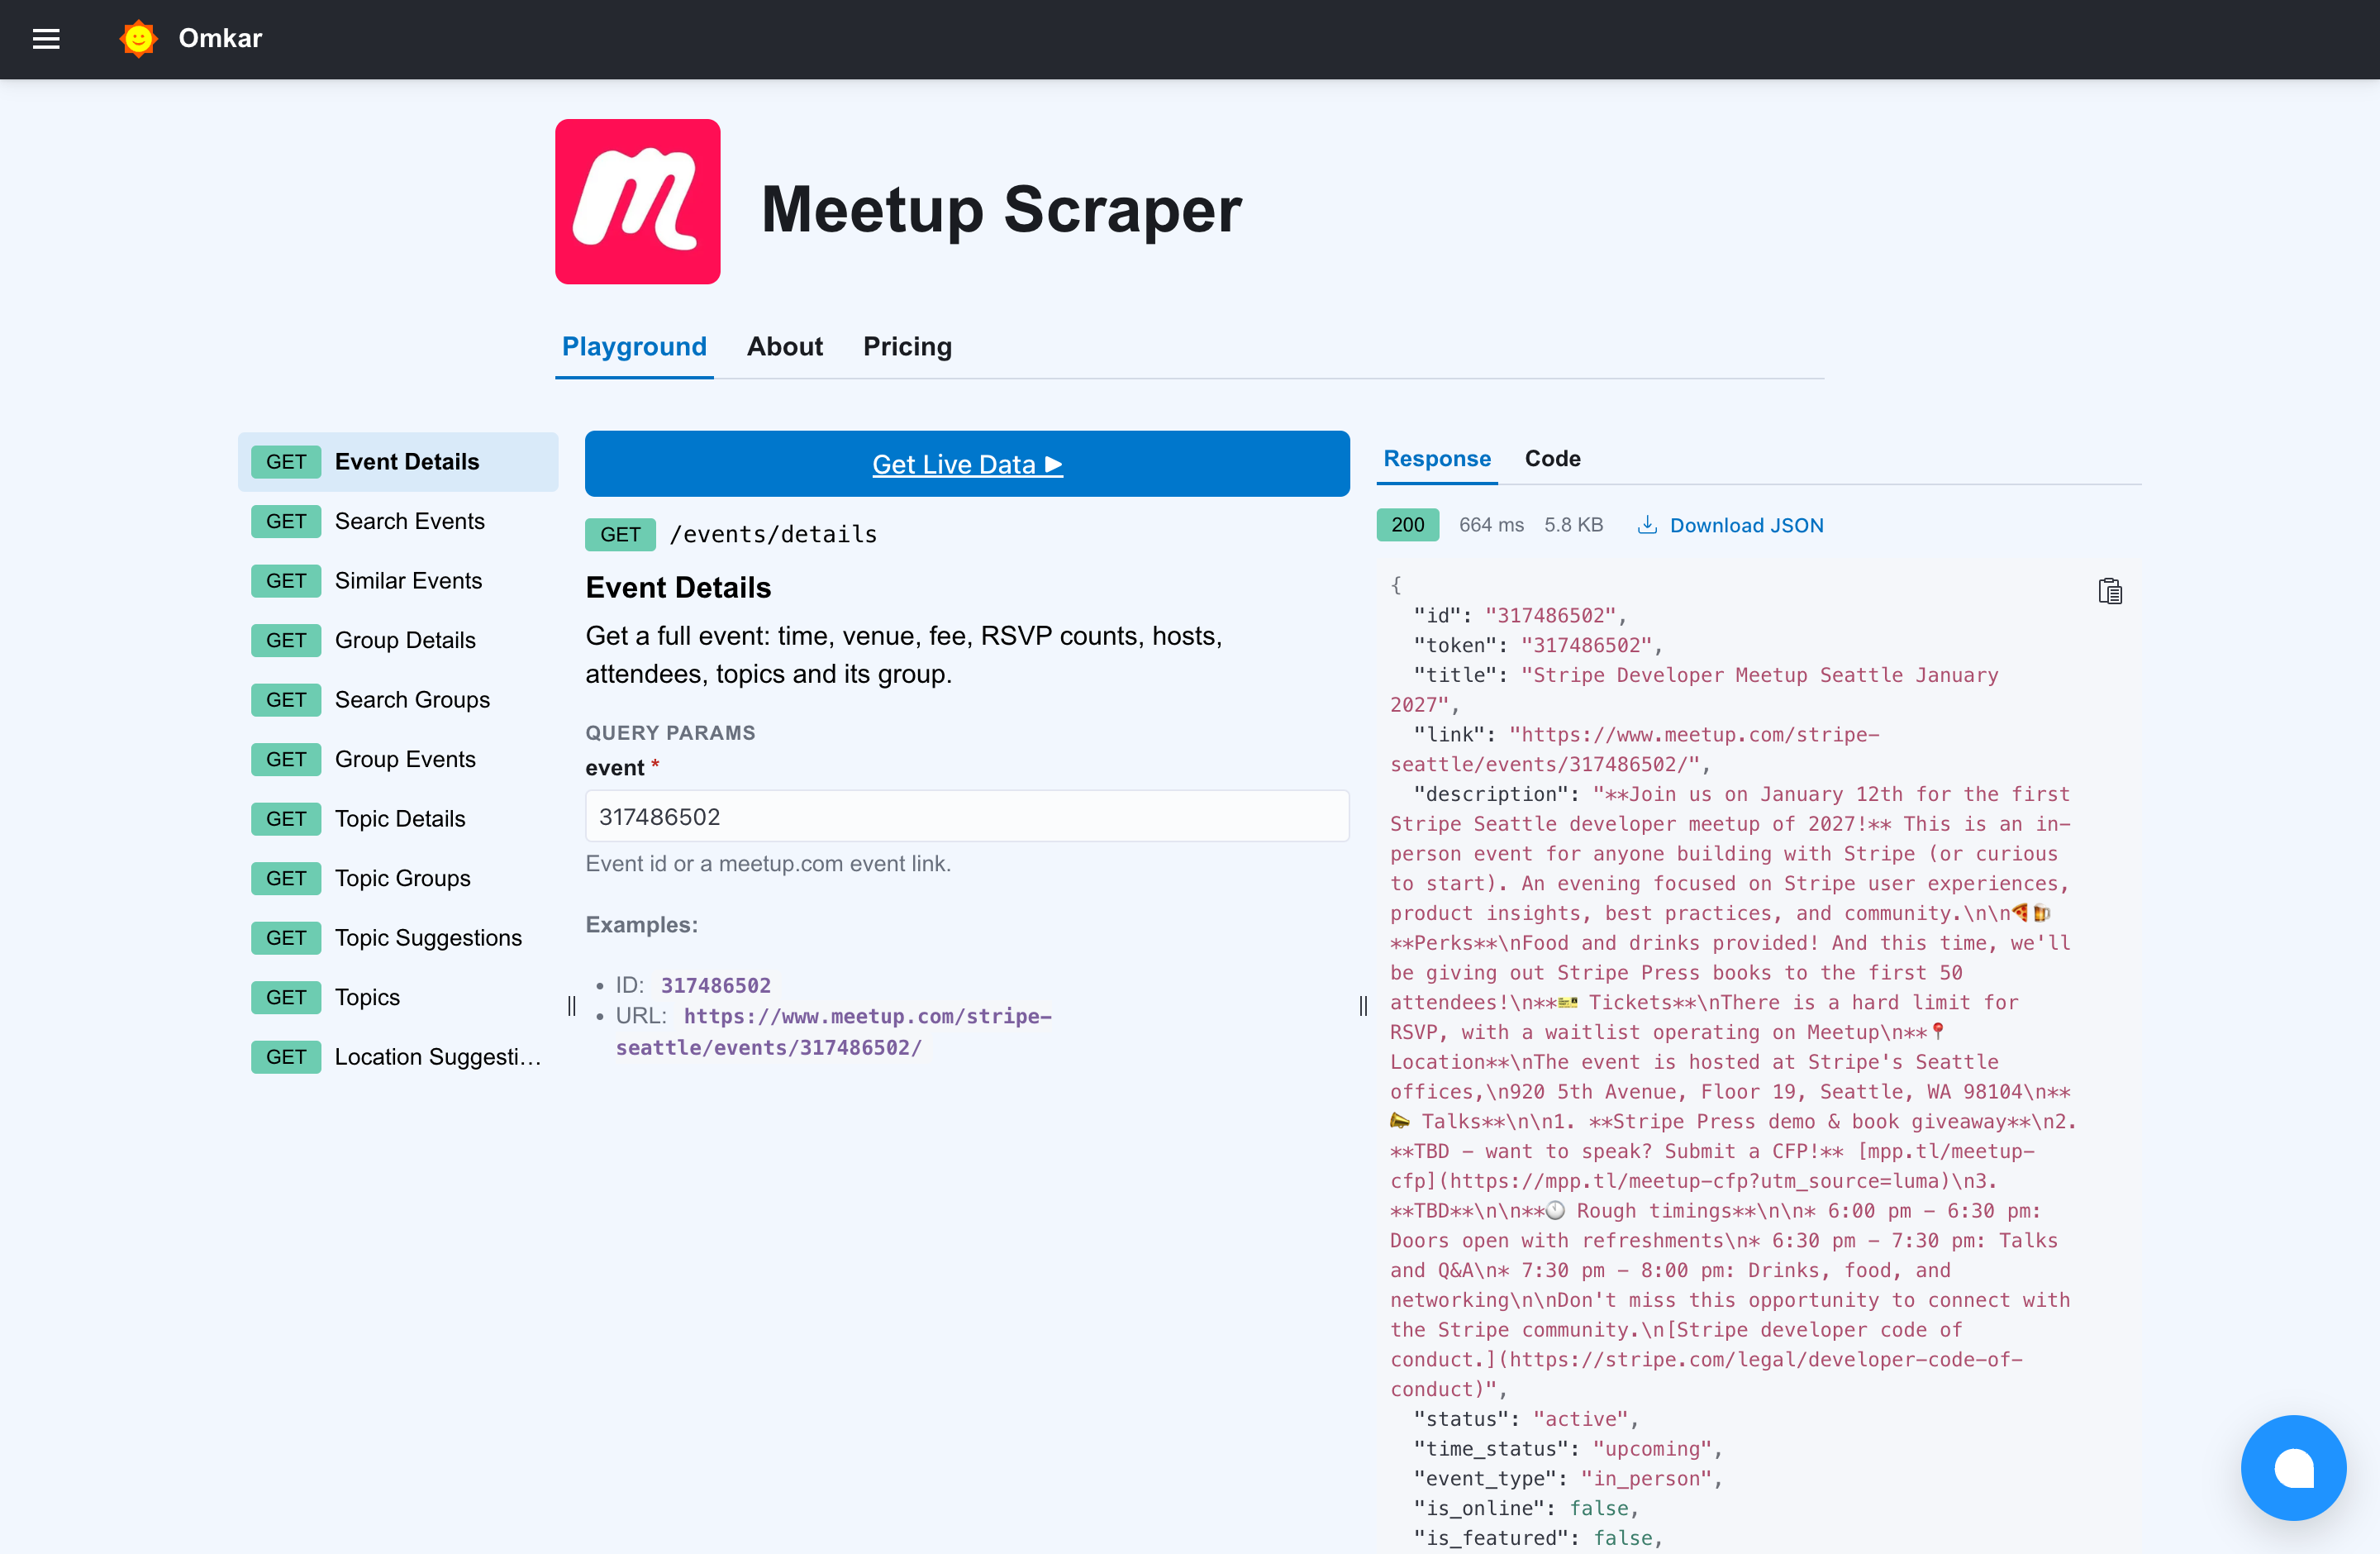 Omkar
Meetup Scraper
Playground About Pricing
GET Event Details
GET Search Events
GET Similar Events
GET Group Details
GET Search Groups
GET Group Events
GET Topic Details
GET Topic Groups
GET Topic Suggestions
GET Topics
GET Location Suggesti...
Get Live Data ▶
GET /events/details
Event Details
Get a full event: time, venue, fee, RSVP counts, hosts,
attendees, topics and its group.
QUERY PARAMS
event *
317486502
Event id or a meetup.com event link.
Examples:
• ID: 317486502
• URL: https://www.meetup.com/stripe-
seattle/events/317486502/
Response Code
200 664 ms 5.8 KB Download JSON
{
"id": "317486502",
"token": "317486502",
"title": "Stripe Developer Meetup Seattle January
2027",
"link": "https://www.meetup.com/stripe-
seattle/events/317486502/",
"description": "**Join us on January 12th for the first
Stripe Seattle developer meetup of 2027!** This is an in-
person event for anyone building with Stripe (or curious
to start). An evening focused on Stripe user experiences,
product insights, best practices, and community.\n\n🍕🍺
**Perks**\nFood and drinks provided! And this time, we'll
be giving out Stripe Press books to the first 50
attendees!\n**🎫 Tickets**\nThere is a hard limit for
RSVP, with a waitlist operating on Meetup\n**📍
Location**\nThe event is hosted at Stripe's Seattle
offices,\n920 5th Avenue, Floor 19, Seattle, WA 98104\n**
📣 Talks**\n\n1. **Stripe Press demo & book giveaway**\n2.
**TBD - want to speak? Submit a CFP!** [mpp.tl/meetup-
cfp](https://mpp.tl/meetup-cfp?utm_source=luma)\n3.
**TBD**\n\n**🕚 Rough timings**\n\n* 6:00 pm - 6:30 pm:
Doors open with refreshments\n* 6:30 pm - 7:30 pm: Talks
and Q&A\n* 7:30 pm - 8:00 pm: Drinks, food, and
networking\n\nDon't miss this opportunity to connect with
the Stripe community.\n[Stripe developer code of
conduct.](https://stripe.com/legal/developer-code-of-
conduct)",
"status": "active",
"time_status": "upcoming",
"event_type": "in_person",
"is_online": false,
"is_featured": false,